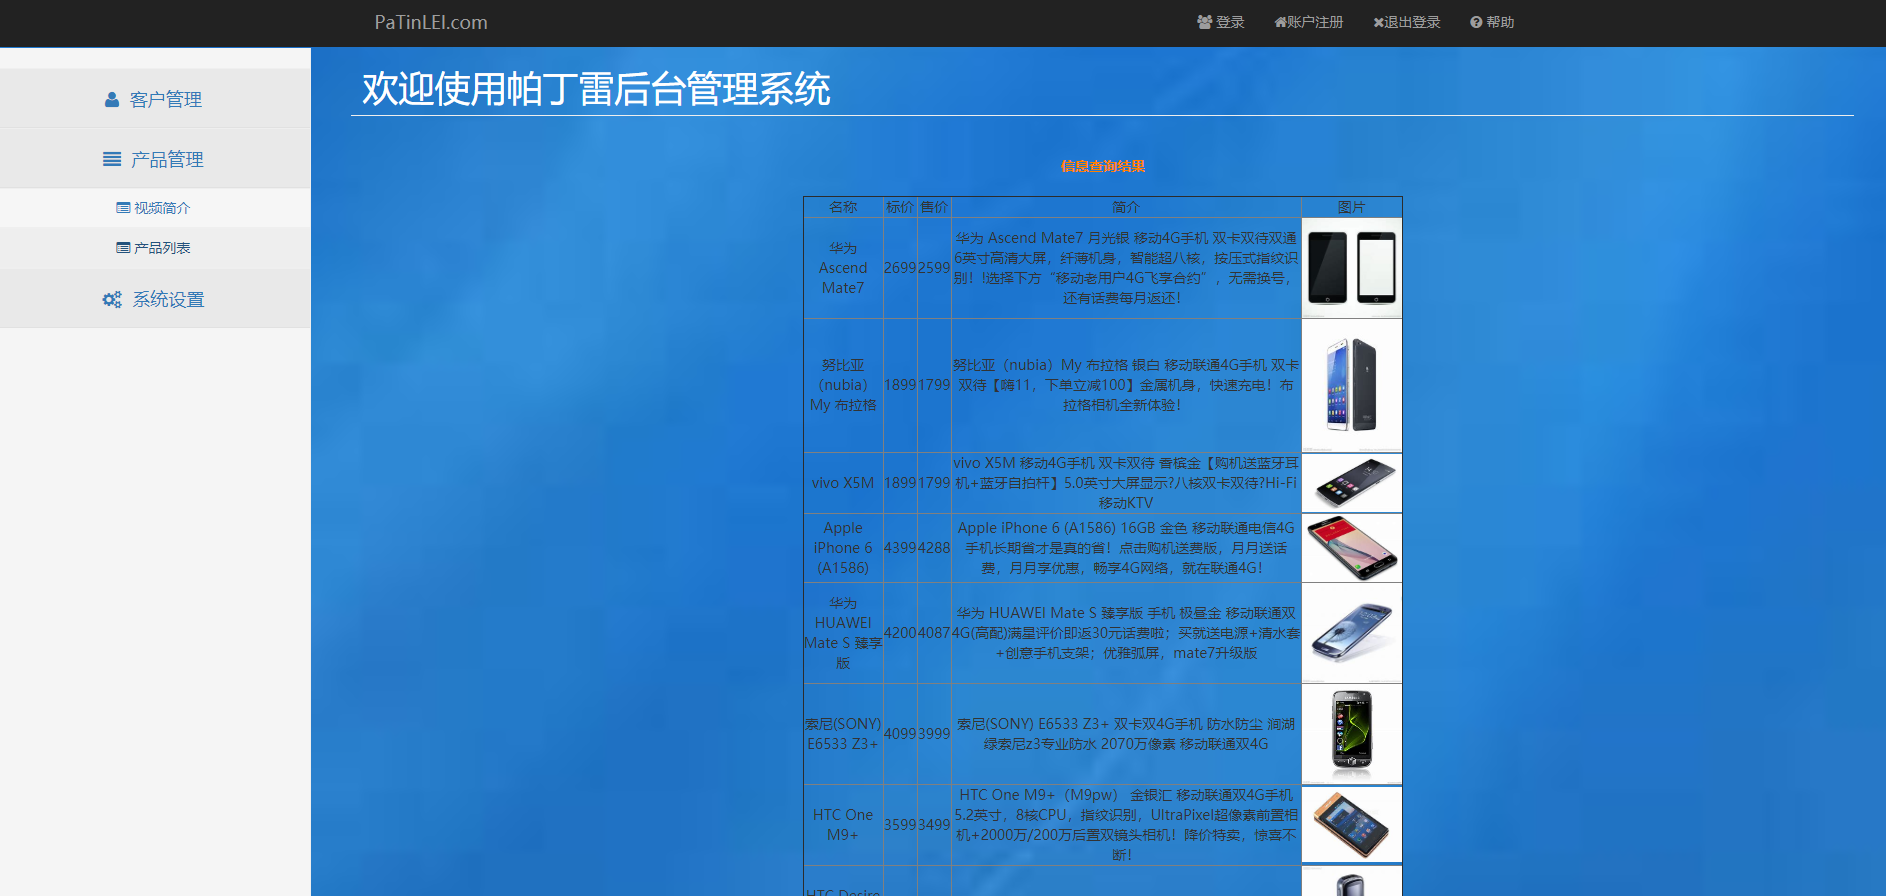 PaTinLEI.com
登录
账户注册
退出登录
帮助
客户管理
产品管理
视频简介
产品列表
系统设置
欢迎使用帕丁雷后台管理系统
信息查询结果
名称 标价 售价 简介 图片
华为
Ascend
Mate7
2699 2599
华为 Ascend Mate7 月光银 移动4G手机 双卡双待双通
6英寸高清大屏，纤薄机身，智能超八核，按压式指纹识
别！!选择下方“移动老用户4G飞享合约”，无需换号，
还有话费每月返还！
努比亚
（nubia）
My 布拉格
1899 1799
努比亚（nubia）My 布拉格 银白 移动联通4G手机 双卡
双待【嗨11，下单立减100】金属机身，快速充电！布
拉格相机全新体验！
vivo X5M
1899 1799
vivo X5M 移动4G手机 双卡双待 香槟金【购机送蓝牙耳
机+蓝牙自拍杆】5.0英寸大屏显示?八核双卡双待?Hi-Fi
移动KTV
Apple
iPhone 6
(A1586)
4399 4288
Apple iPhone 6 (A1586) 16GB 金色 移动联通电信4G
手机长期省才是真的省！点击购机送费版，月月送话
费，月月享优惠，畅享4G网络，就在联通4G！
华为
HUAWEI
Mate S 臻享
版
4200 4087
华为 HUAWEI Mate S 臻享版 手机 极昼金 移动联通双
4G(高配)满星评价即返30元话费啦；买就送电源+清水套
+创意手机支架；优雅弧屏，mate7升级版
索尼(SONY)
E6533 Z3+
4099 3999
索尼(SONY) E6533 Z3+ 双卡双4G手机 防水防尘 涧湖
绿索尼z3专业防水 2070万像素 移动联通双4G
HTC One
M9+
3599 3499
HTC One M9+（M9pw） 金银汇 移动联通双4G手机
5.2英寸，8核CPU，指纹识别，UltraPixel超像素前置相
机+2000万/200万后置双镜头相机！降价特卖，惊喜不
断！
HTC Desire